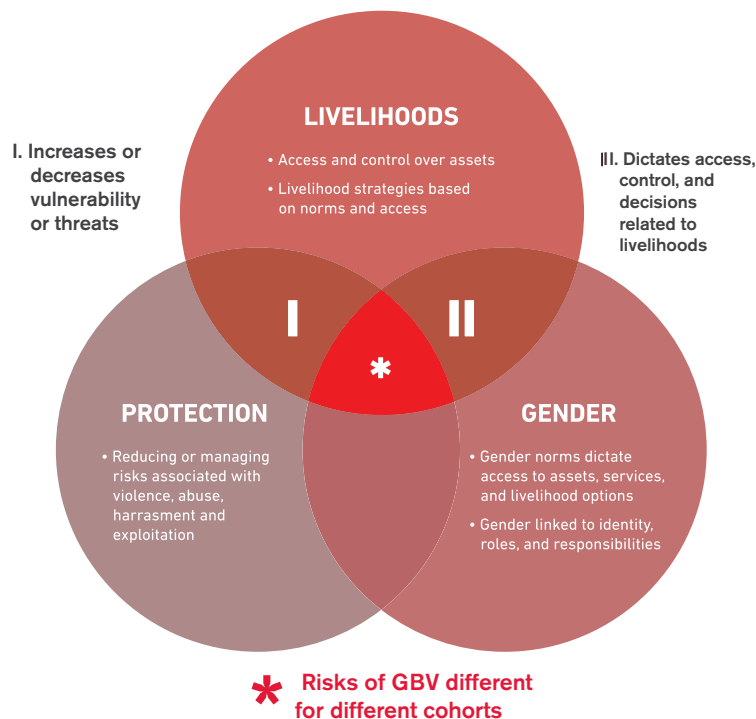 LIVELIHOODS
• Access and control over assets
• Livelihood strategies based
on norms and access
I. Increases or
decreases
vulnerability
or threats
III. Dictates access,
control, and
decisions
related to
livelihoods
I
II
*
PROTECTION
• Reducing or managing
risks associated with
violence, abuse,
harrasment and
exploitation
GENDER
• Gender norms dictate
access to assets, services,
and livelihood options
• Gender linked to identity,
roles, and responsibilities
* Risks of GBV different
for different cohorts